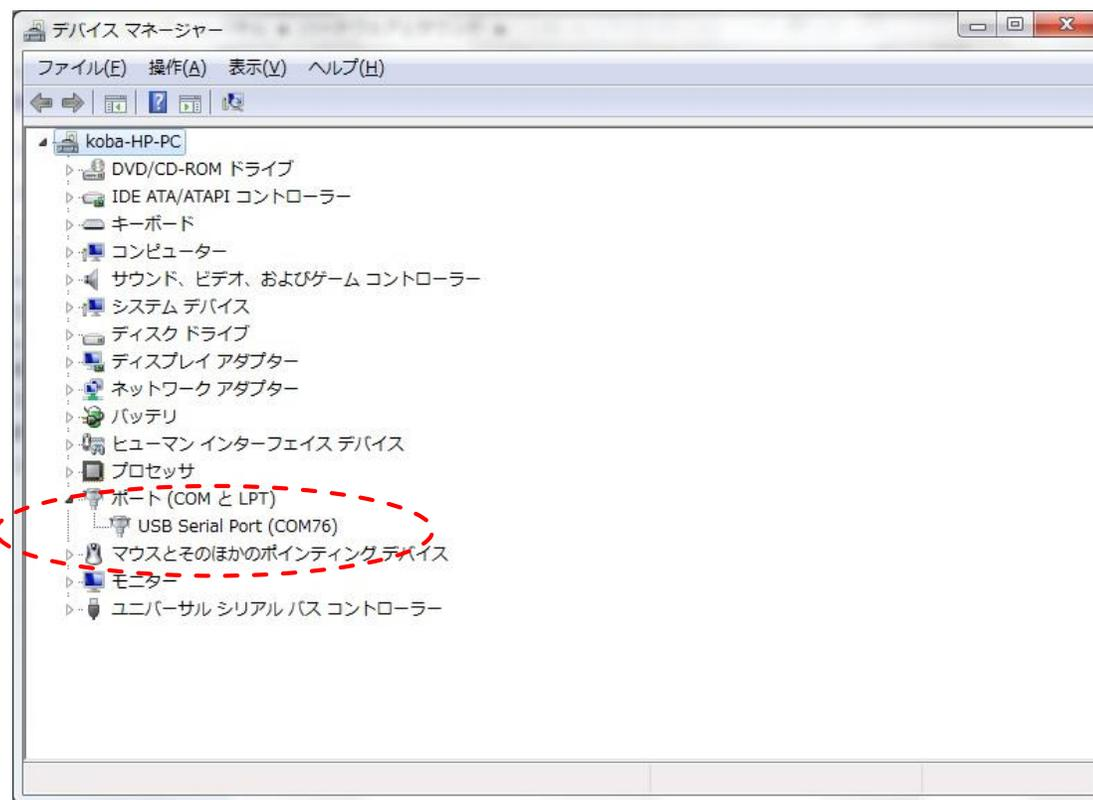 デバイス マネージャー
ファイル(F) 操作(A) 表示(V) ヘルプ(H)
koba-HP-PC
DVD/CD-ROM ドライブ
IDE ATA/ATAPI コントローラー
キーボード
コンピューター
サウンド、ビデオ、およびゲーム コントローラー
システム デバイス
ディスク ドライブ
ディスプレイ アダプター
ネットワーク アダプター
バッテリ
ヒューマン インターフェイス デバイス
プロセッサ
ポート (COM と LPT)
USB Serial Port (COM76)
マウスとそのほかのポインティング デバイス
モニター
ユニバーサル シリアル バス コントローラー